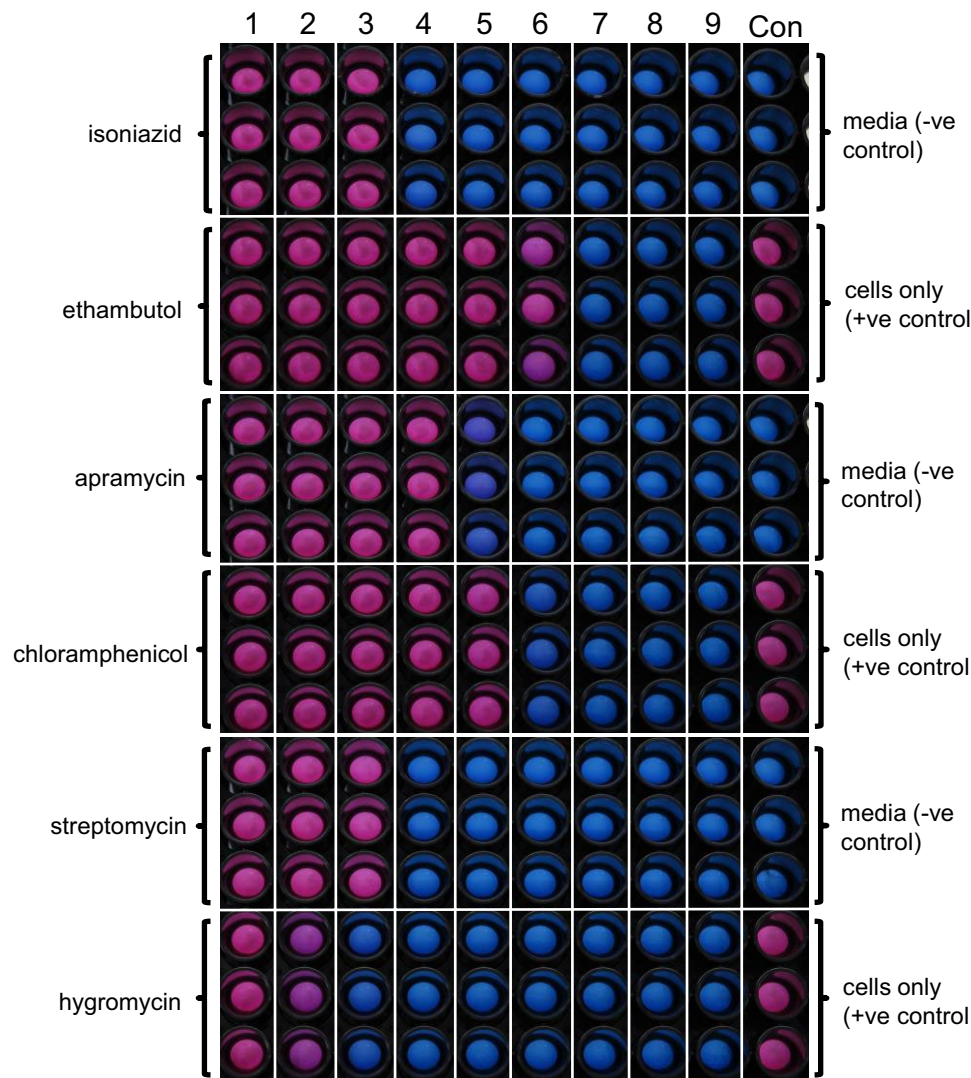 1 2 3 4 5 6 7 8 9 Con
isoniazid
media (-ve
control)
ethambutol
cells only
(+ve control
apramycin
media (-ve
control)
chloramphenicol
cells only
(+ve control
streptomycin
media (-ve
control)
hygromycin
cells only
(+ve control